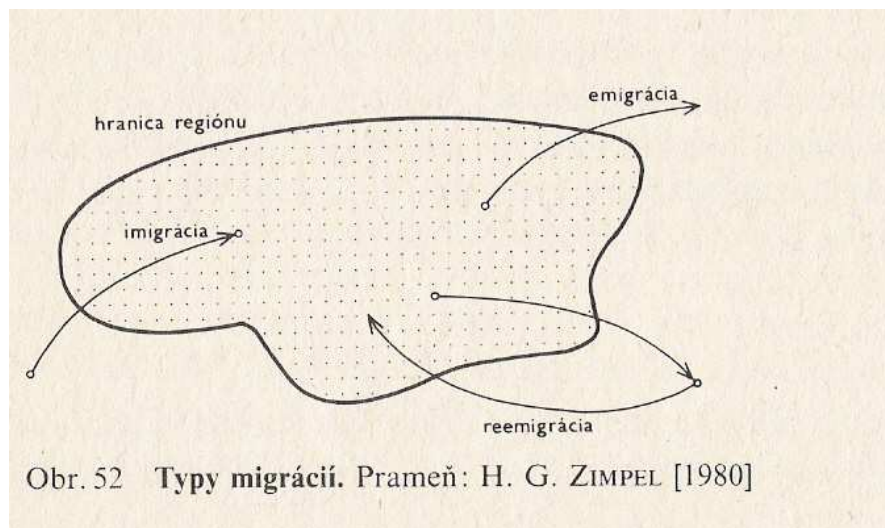 emigrácia
hranica regiónu
imigrácia
reemigrácia
Obr. 52 Typy migrácií. Prameň: H. G. ZIMPEL [1980]